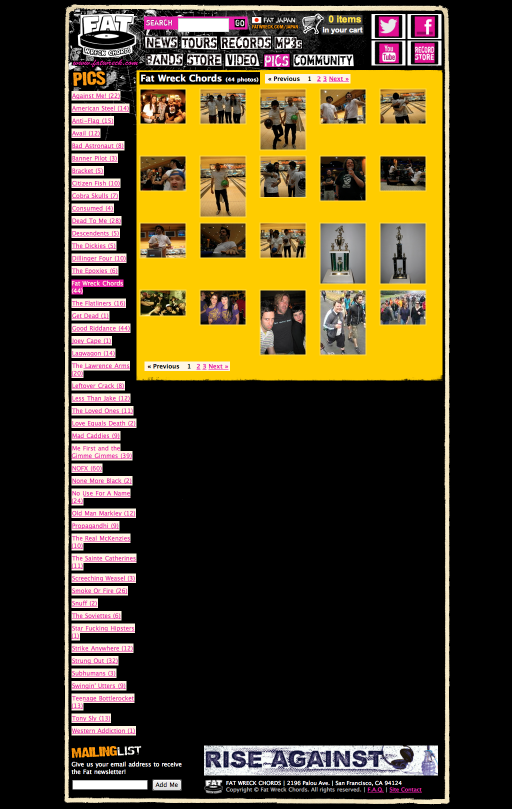 FAT
WRECK CHORDS
www.fatwreck.com
SEARCH
GO
FAT JAPAN
FATWRECK.COM/JAPAN
0 items
in your cart
NEWS TOURS RECORDS MP3s
BANDS STORE VIDEO PICS COMMUNITY
You
Tube
RECORD
STORE
PICS
Fat Wreck Chords (44 photos)
« Previous 1 2 3 Next »
Against Me! (22)
American Steel (14)
Anti-Flag (15)
Avail (12)
Bad Astronaut (8)
Banner Pilot (3)
Bracket (5)
Citizen Fish (10)
Cobra Skulls (7)
Consumed (4)
Dead To Me (28)
Descendents (5)
The Dickies (5)
Dillinger Four (10)
The Epoxies (6)
Fat Wreck Chords
(44)
The Flatliners (16)
Get Dead (1)
Good Riddance (44)
Joey Cape (1)
Lagwagon (14)
The Lawrence Arms
(20)
Leftover Crack (8)
Less Than Jake (12)
The Loved Ones (11)
Love Equals Death (2)
Mad Caddies (9)
Me First and the
Gimme Gimmes (39)
NOFX (60)
None More Black (2)
No Use For A Name
(24)
Old Man Markley (12)
Propagandhi (9)
The Real McKenzies
(10)
The Sainte Catherines
(11)
Screeching Weasel (3)
Smoke Or Fire (26)
Snuff (2)
The Soviettes (6)
Star Fucking Hipsters
(1)
Strike Anywhere (12)
Strung Out (32)
Subhumans (3)
Swingin' Utters (9)
Teenage Bottlerocket
(13)
Tony Sly (13)
Western Addiction (1)
« Previous 1 2 3 Next »
MAILINGLIST
Give us your email address to receive
the Fat newsletter!
Add Me
RISE AGAINST
FAT WRECK CHORDS | 2196 Palou Ave. | San Francisco, CA 94124
Copyright © Fat Wreck Chords. All rights reserved. | F.A.Q. | Site Contact